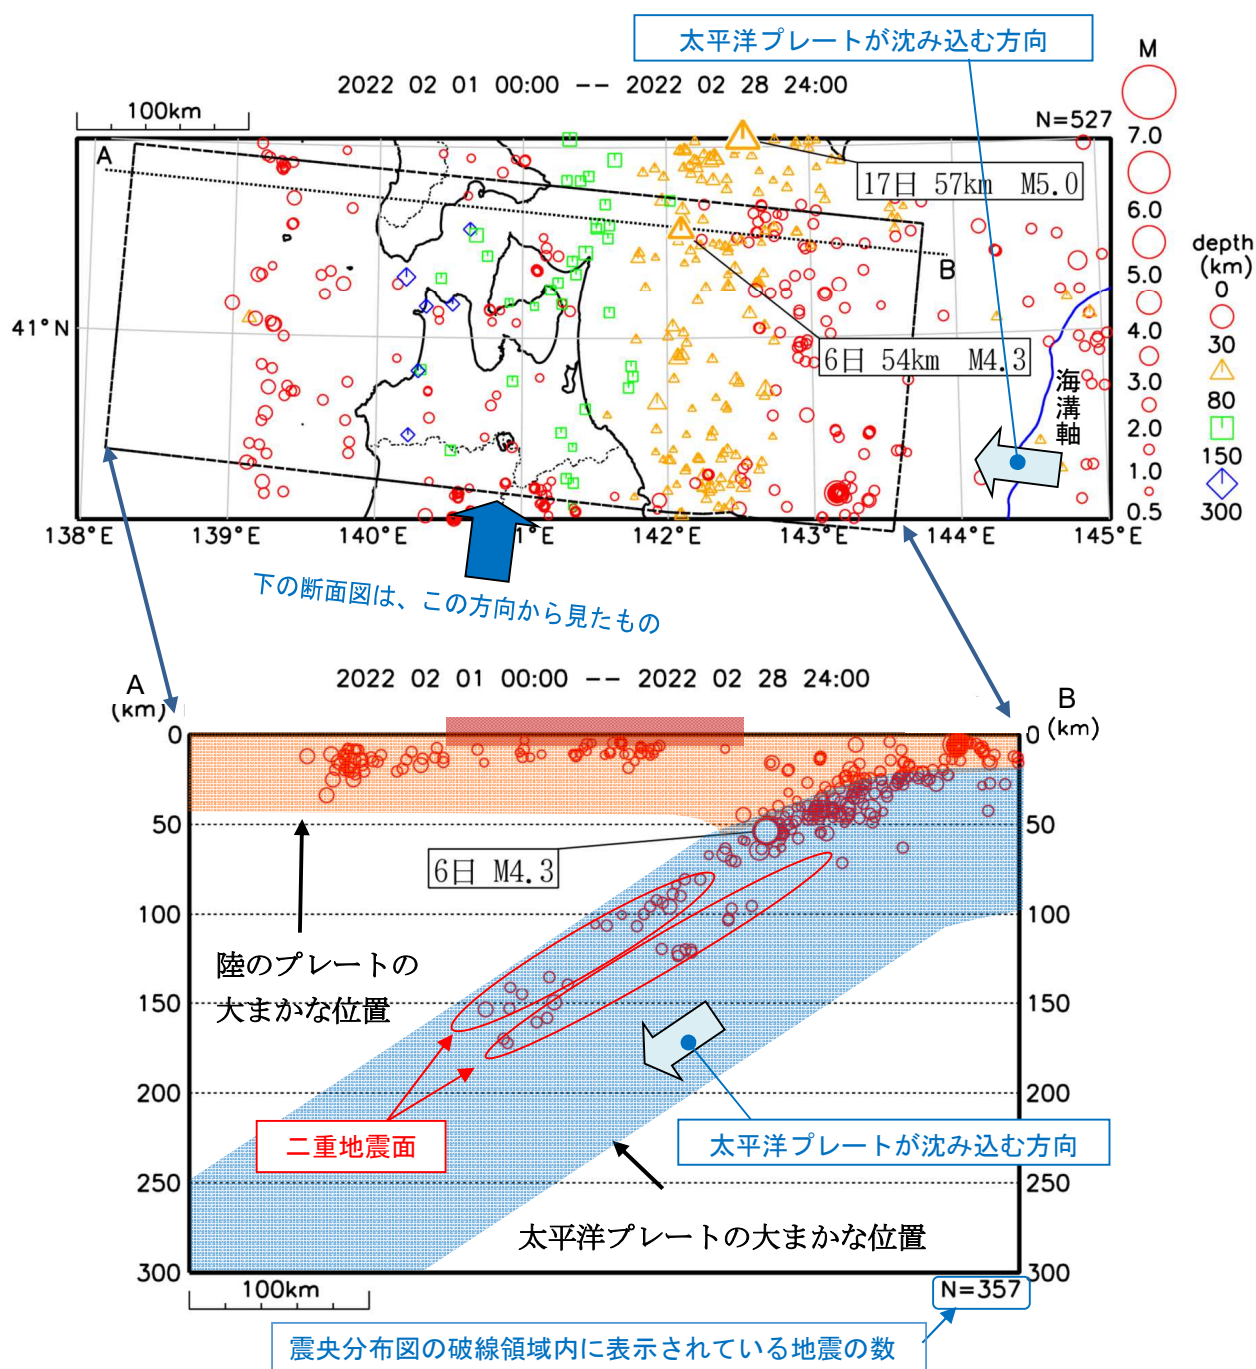 太平洋プレートが沈み込む方向
M
2022 02 01 00:00 -- 2022 02 28 24:00
100km
N=527
A
17日 57km M5.0
B
6日 54km M4.3
41°N
海溝軸
138°E
139°E
140°E
141°E
142°E
143°E
144°E
145°E
7.0
6.0
5.0
4.0
3.0
2.0
1.0
0.5
depth
(km)
0
30
80
150
300
下の断面図は、この方向から見たもの
2022 02 01 00:00 -- 2022 02 28 24:00
A
(km)
B
(km)
0
0
50
50
6日 M4.3
100
100
陸のプレートの
大まかな位置
150
150
200
200
二重地震面
太平洋プレートが沈み込む方向
250
250
太平洋プレートの大まかな位置
300
300
100km
N=357
震央分布図の破線領域内に表示されている地震の数